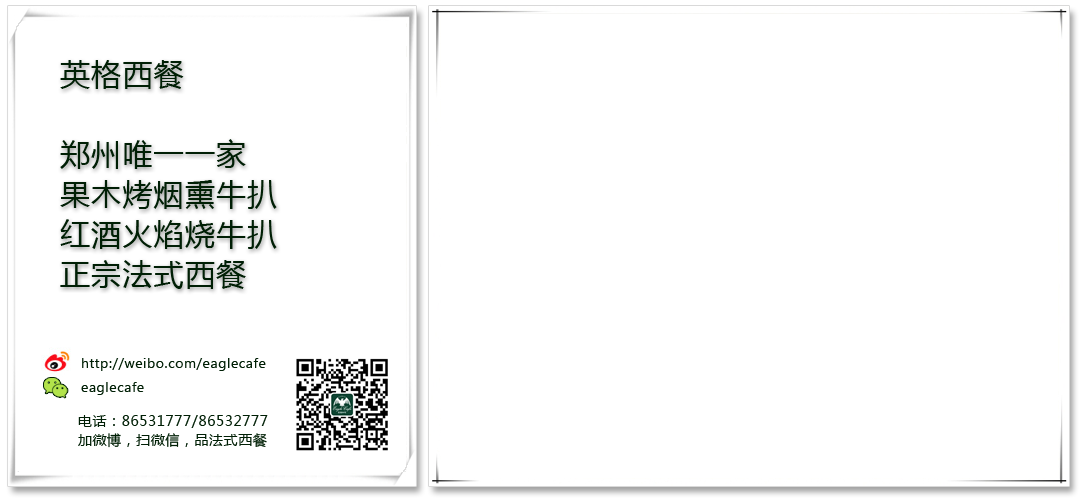 英格西餐
郑州唯一一家
果木烤烟熏牛扒
红酒火焰烧牛扒
正宗法式西餐
http://weibo.com/eaglecafe
eaglecafe
电话：86531777/86532777
加微博，扫微信，品法式西餐